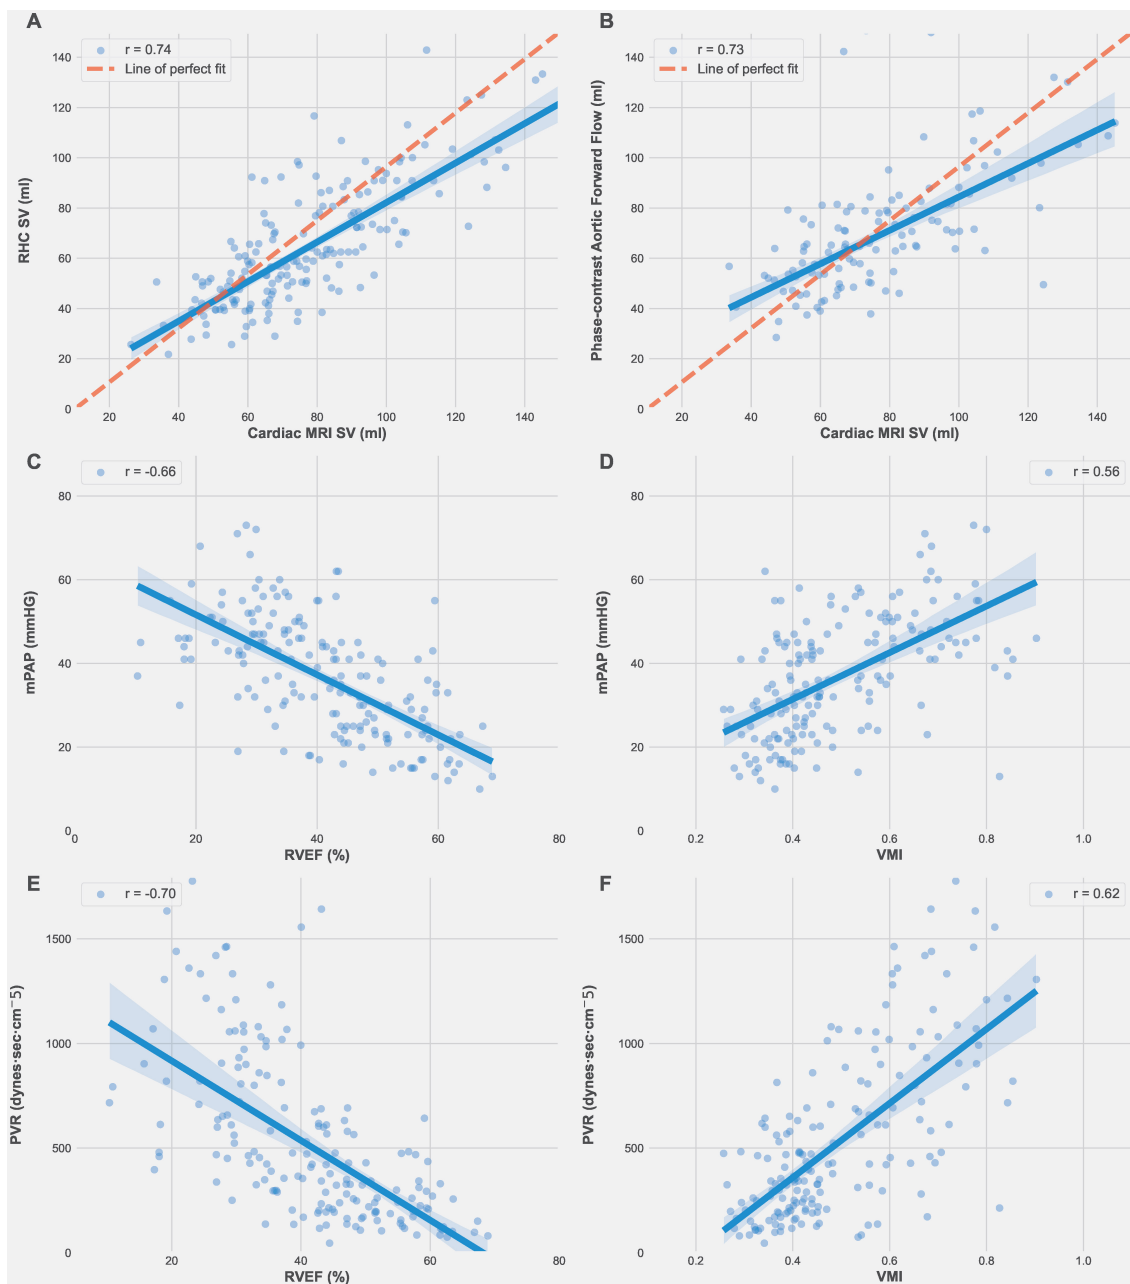 A
r = 0.74
Line of perfect fit
RHC SV (ml)
140
120
100
80
60
40
20
0
20 40 60 80 100 120 140
Cardiac MRI SV (ml)
B
r = 0.73
Line of perfect fit
Phase-contrast Aortic Forward Flow (ml)
140
120
100
80
60
40
20
0
20 40 60 80 100 120 140
Cardiac MRI SV (ml)
C
r = -0.66
mPAP (mmHG)
80
60
40
20
0
0 20 40 60 80
RVEF (%)
D
r = 0.56
mPAP (mmHG)
80
60
40
20
0
0.2 0.4 0.6 0.8 1.0
VMI
E
r = -0.70
PVR (dynes·sec·cm⁻5)
1500
1000
500
0
20 40 60 80
RVEF (%)
F
r = 0.62
PVR (dynes·sec·cm⁻5)
1500
1000
500
0
0.2 0.4 0.6 0.8 1.0
VMI